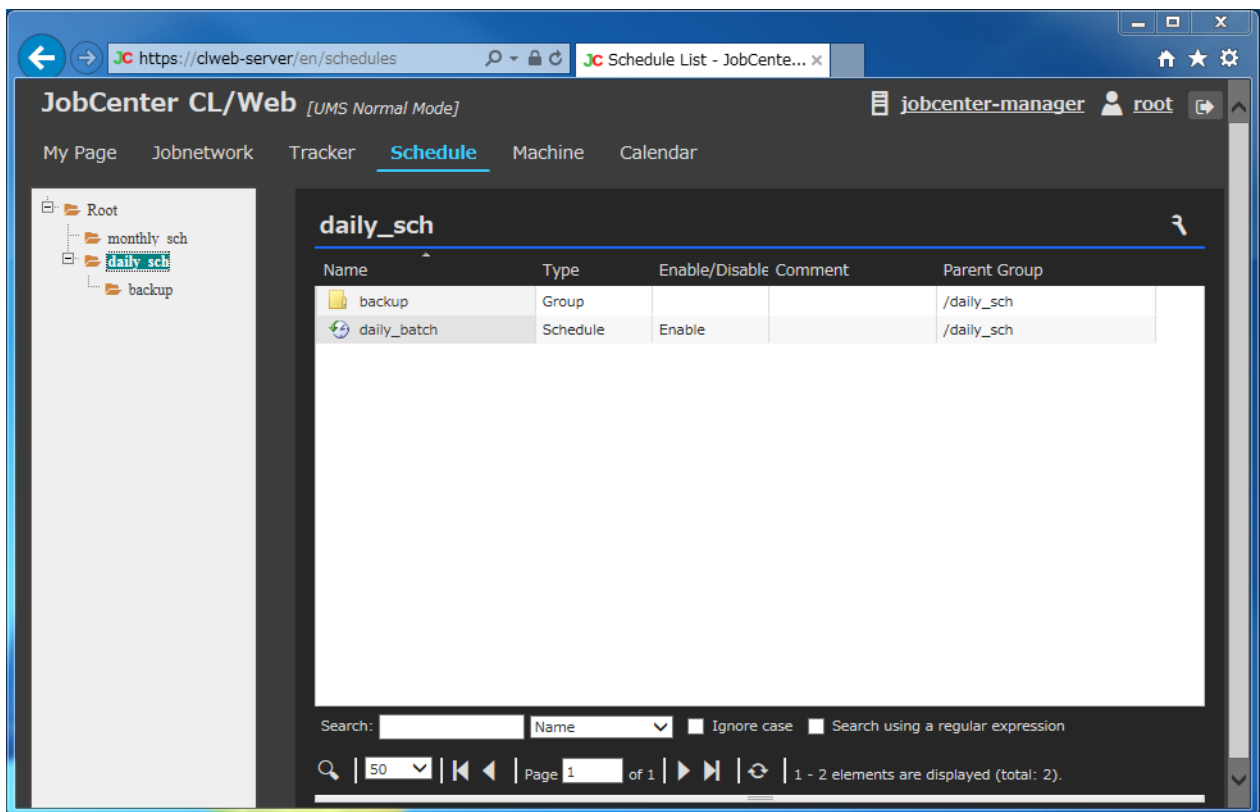 JC https://clweb-server/en/schedules
JC Schedule List - JobCente...
JobCenter CL/Web [UMS Normal Mode]
jobcenter-manager root
My Page Jobnetwork Tracker Schedule Machine Calendar
Root
monthly_sch
daily_sch
backup
daily_sch
Name Type Enable/Disable Comment Parent Group
backup Group /daily_sch
daily_batch Schedule Enable /daily_sch
Search: Name Ignore case Search using a regular expression
50 Page 1 of 1 1 - 2 elements are displayed (total: 2).